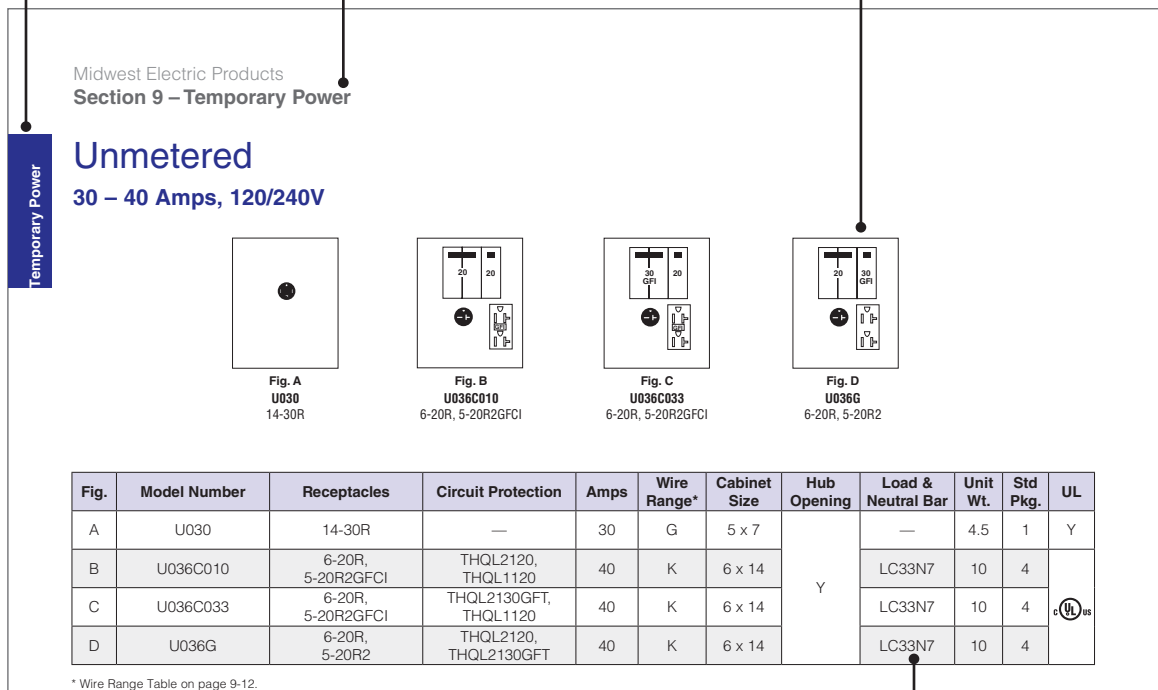 Midwest Electric Products
Section 9 – Temporary Power
Temporary Power
Unmetered
30 – 40 Amps, 120/240V
20 20
GFI
30 GFI 20
GFI
20 30 GFI
Fig. A
U030
14-30R
Fig. B
U036C010
6-20R, 5-20R2GFCI
Fig. C
U036C033
6-20R, 5-20R2GFCI
Fig. D
U036G
6-20R, 5-20R2
Fig. Model Number Receptacles Circuit Protection Amps Wire Range* Cabinet Size Hub Opening Load & Neutral Bar Unit Wt. Std Pkg. UL
A U030 14-30R — 30 G 5 x 7 Y — 4.5 1 Y
B U036C010 6-20R, 5-20R2GFCI THQL2120, THQL1120 40 K 6 x 14 LC33N7 10 4
C U036C033 6-20R, 5-20R2GFCI THQL2130GFT, THQL1120 40 K 6 x 14 LC33N7 10 4 c UL us
D U036G 6-20R, 5-20R2 THQL2120, THQL2130GFT 40 K 6 x 14 LC33N7 10 4
* Wire Range Table on page 9-12.